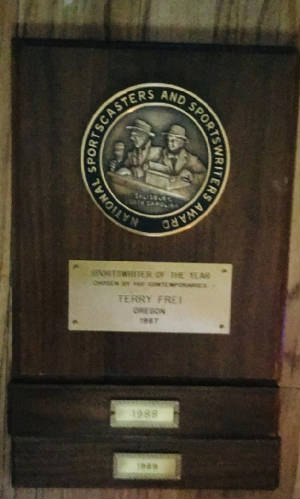 NATIONAL SPORTSCASTERS AND SPORTSWRITERS AWARD
SALISBURY
NORTH CAROLINA
SPORTSWRITER OF THE YEAR
CHOSEN BY HIS CONTEMPORARIES
TERRY FREI
OREGON
1987
1988
1989